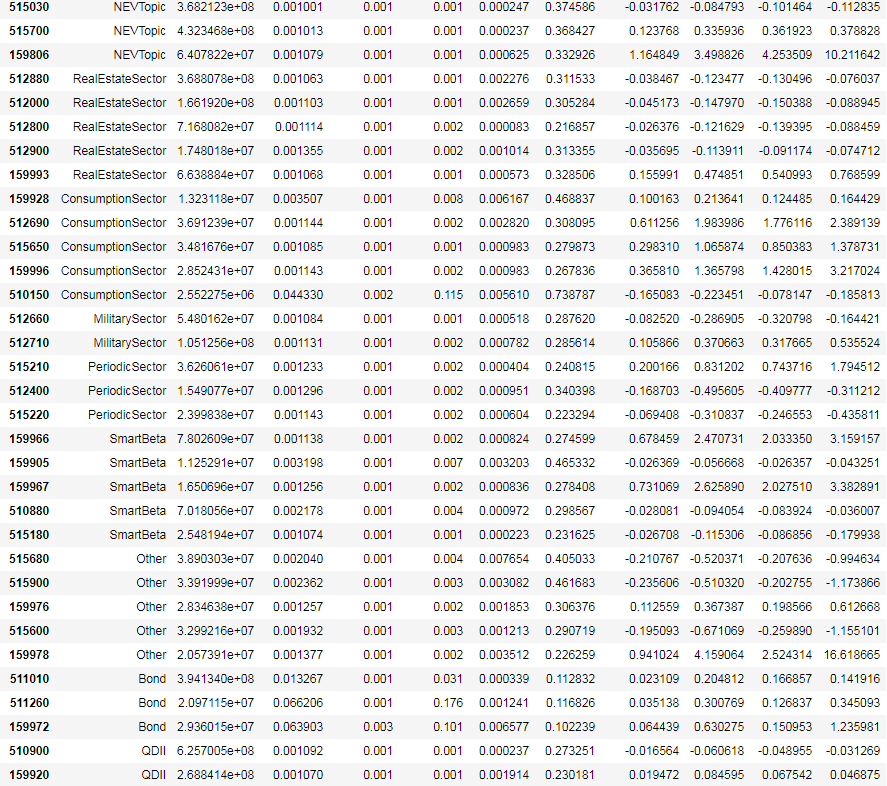 515030 NEVTopic 3.682123e+08 0.001001 0.001 0.001 0.000247 0.374586 -0.031762 -0.084793 -0.101464 -0.112835
515700 NEVTopic 4.323468e+08 0.001013 0.001 0.001 0.000237 0.368427 0.123768 0.335936 0.361923 0.378828
159806 NEVTopic 6.407822e+07 0.001079 0.001 0.001 0.000625 0.332926 1.164849 3.498826 4.253509 10.211642
512880 RealEstateSector 3.688078e+08 0.001063 0.001 0.001 0.002276 0.311533 -0.038467 -0.123477 -0.130496 -0.076037
512000 RealEstateSector 1.661920e+08 0.001103 0.001 0.001 0.002659 0.305284 -0.045173 -0.147970 -0.150388 -0.088945
512800 RealEstateSector 7.168082e+07 0.001114 0.001 0.002 0.000083 0.216857 -0.026376 -0.121629 -0.139395 -0.088459
512900 RealEstateSector 1.748018e+07 0.001355 0.001 0.002 0.001014 0.313355 -0.035695 -0.113911 -0.091174 -0.074712
159993 RealEstateSector 6.638884e+07 0.001068 0.001 0.001 0.000573 0.328506 0.155991 0.474851 0.540993 0.768599
159928 ConsumptionSector 1.323118e+07 0.003507 0.001 0.008 0.006167 0.468837 0.100163 0.213641 0.124485 0.164429
512690 ConsumptionSector 3.691239e+07 0.001144 0.001 0.002 0.002820 0.308095 0.611256 1.983986 1.776116 2.389139
515650 ConsumptionSector 3.481676e+07 0.001085 0.001 0.001 0.000983 0.279873 0.298310 1.065874 0.850383 1.378731
159996 ConsumptionSector 2.852431e+07 0.001143 0.001 0.002 0.000983 0.267836 0.365810 1.365798 1.428015 3.217024
510150 ConsumptionSector 2.552275e+06 0.044330 0.002 0.115 0.005610 0.738787 -0.165083 -0.223451 -0.078147 -0.185813
512660 MilitarySector 5.480162e+07 0.001084 0.001 0.001 0.000518 0.287620 -0.082520 -0.286905 -0.320798 -0.164421
512710 MilitarySector 1.051256e+08 0.001131 0.001 0.002 0.000782 0.285614 0.105866 0.370663 0.317665 0.535524
515210 PeriodicSector 3.626061e+07 0.001233 0.001 0.002 0.000404 0.240815 0.200166 0.831202 0.743716 1.794512
512400 PeriodicSector 1.549077e+07 0.001296 0.001 0.002 0.000951 0.340398 -0.168703 -0.495605 -0.409777 -0.311212
515220 PeriodicSector 2.399838e+07 0.001143 0.001 0.002 0.000604 0.223294 -0.069408 -0.310837 -0.246553 -0.435811
159966 SmartBeta 7.802609e+07 0.001138 0.001 0.002 0.000824 0.274599 0.678459 2.470731 2.033350 3.159157
159905 SmartBeta 1.125291e+07 0.003198 0.001 0.007 0.003203 0.465332 -0.026369 -0.056668 -0.026357 -0.043251
159967 SmartBeta 1.650696e+07 0.001256 0.001 0.002 0.000836 0.278408 0.731069 2.625890 2.027510 3.382891
510880 SmartBeta 7.018056e+07 0.002178 0.001 0.004 0.000972 0.298567 -0.028081 -0.094054 -0.083924 -0.036007
515180 SmartBeta 2.548194e+07 0.001074 0.001 0.001 0.000223 0.231625 -0.026708 -0.115306 -0.086856 -0.179938
515680 Other 3.890303e+07 0.002040 0.001 0.004 0.007654 0.405033 -0.210767 -0.520371 -0.207636 -0.994634
515900 Other 3.391999e+07 0.002362 0.001 0.003 0.003082 0.461683 -0.235606 -0.510320 -0.202755 -1.173866
159976 Other 2.834638e+07 0.001257 0.001 0.002 0.001853 0.306376 0.112559 0.367387 0.198566 0.612668
515600 Other 3.299216e+07 0.001932 0.001 0.003 0.001213 0.290719 -0.195093 -0.671069 -0.259890 -1.155101
159978 Other 2.057391e+07 0.001377 0.001 0.002 0.003512 0.226259 0.941024 4.159064 2.524314 16.618665
511010 Bond 3.941340e+08 0.013267 0.001 0.031 0.000339 0.112832 0.023109 0.204812 0.166857 0.141916
511260 Bond 2.097115e+07 0.066206 0.001 0.176 0.001241 0.116826 0.035138 0.300769 0.126837 0.345093
159972 Bond 2.936015e+07 0.063903 0.003 0.101 0.006577 0.102239 0.064439 0.630275 0.150953 1.235981
510900 QDII 6.257005e+08 0.001092 0.001 0.001 0.000237 0.273251 -0.016564 -0.060618 -0.048955 -0.031269
159920 QDII 2.688414e+08 0.001070 0.001 0.001 0.001914 0.230181 0.019472 0.084595 0.067542 0.046875